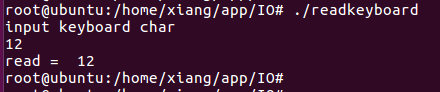 root@ubuntu:/home/xiang/app/IO# ./readkeyboard
input keyboard char
12
read =  12
root@ubuntu:/home/xiang/app/IO#